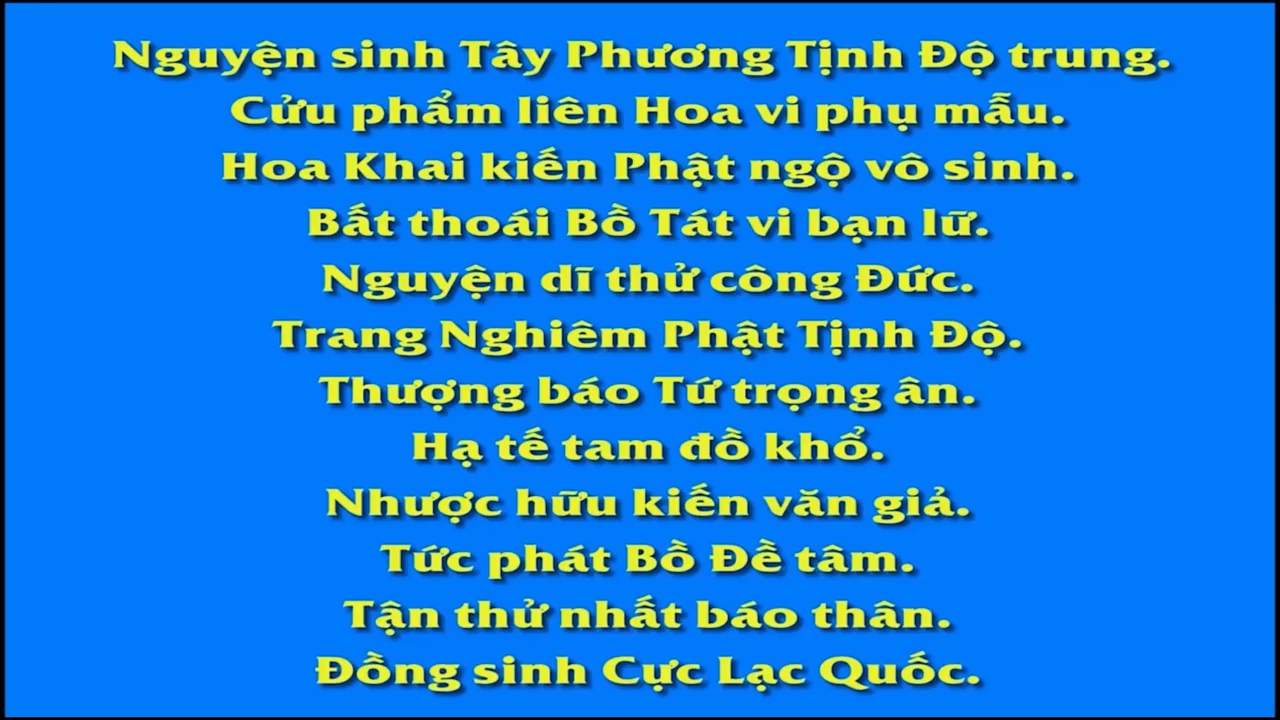 Nguyện sinh Tây Phương Tịnh Độ trung.
Cửu phẩm liên Hoa vi phụ mẫu.
Hoa Khai kiến Phật ngộ vô sinh.
Bất thoái Bồ Tát vi bạn lữ.
Nguyện dĩ thử công Đức.
Trang Nghiêm Phật Tịnh Độ.
Thượng báo Tứ trọng ân.
Hạ tế tam đồ khổ.
Nhược hữu kiến văn giả.
Tức phát Bồ Đề tâm.
Tận thử nhất báo thân.
Đồng sinh Cực Lạc Quốc.